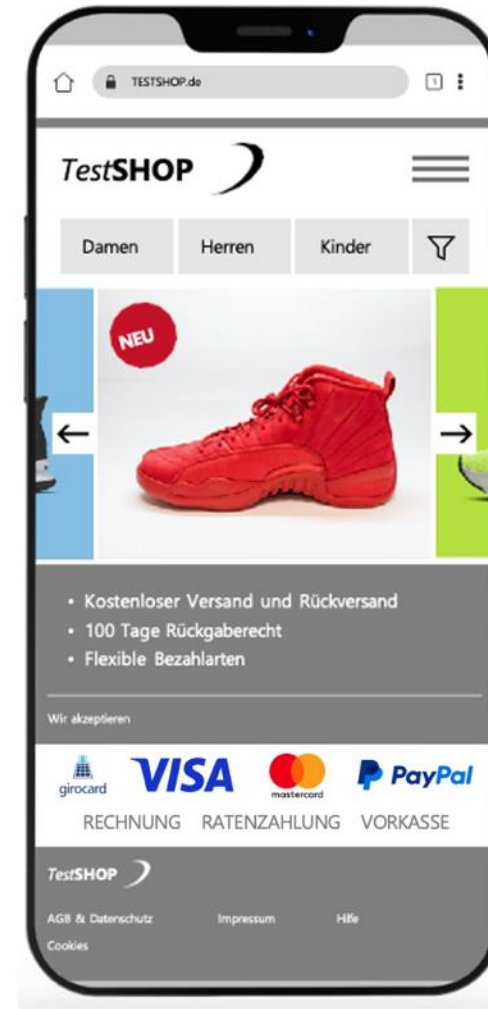 TESTSHOP.de
1
TestSHOP
Damen Herren Kinder
NEU
• Kostenloser Versand und Rückversand
• 100 Tage Rückgaberecht
• Flexible Bezahlarten
Wir akzeptieren
girocard VISA mastercard PayPal
RECHNUNG RATENZAHLUNG VORKASSE
TestSHOP
AGB & Datenschutz Impressum Hilfe
Cookies